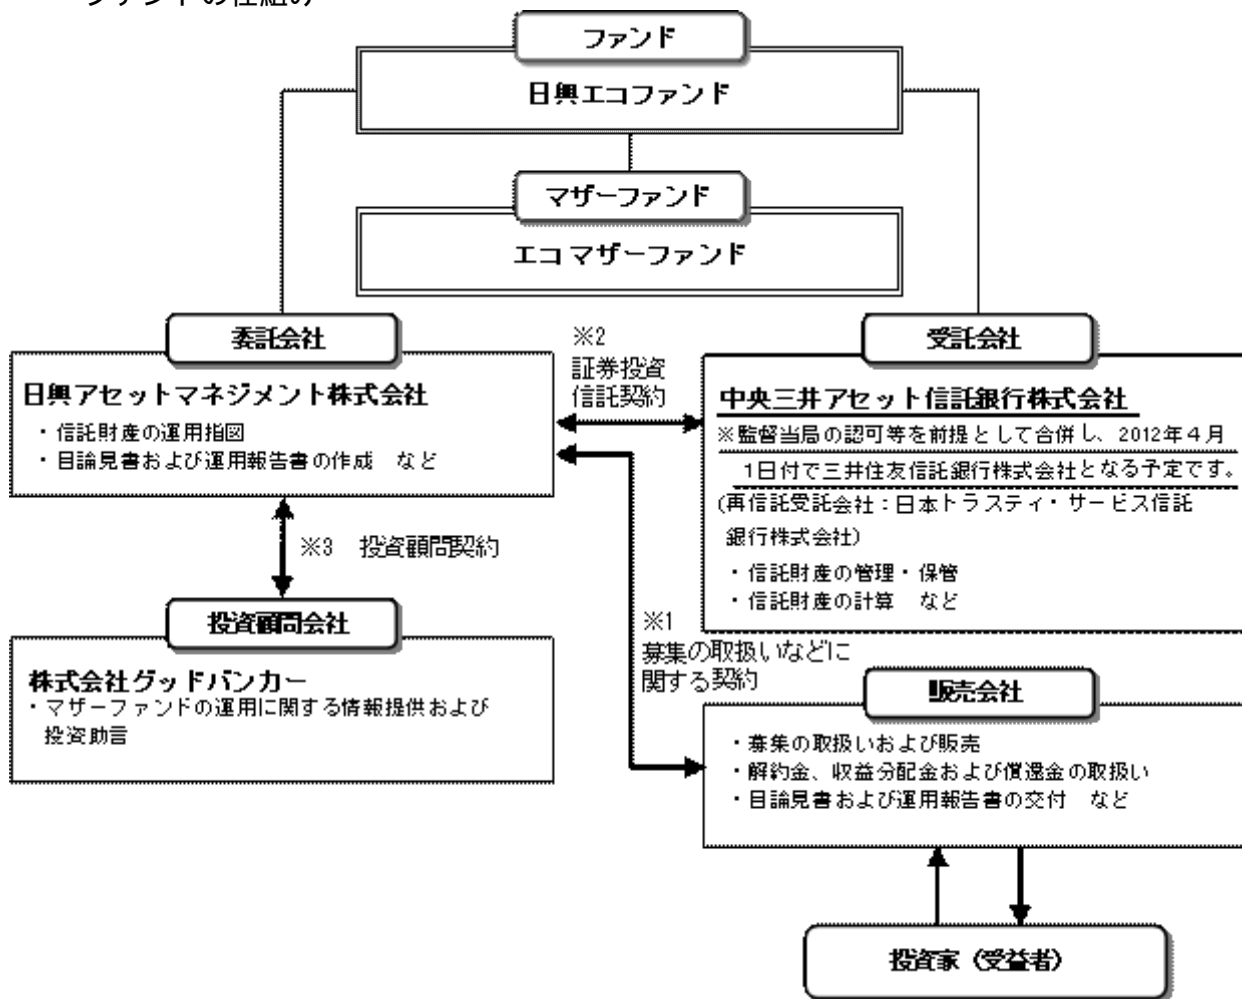 ファンドの仕組み
ファンド
日興エコファンド
マザーファンド
エコマザーファンド
委託会社
日興アセットマネジメント株式会社
・信託財産の運用指図
・目論見書および運用報告書の作成 など
※2
証券投資
信託契約
受託会社
中央三井アセット信託銀行株式会社
※監督当局の認可等を前提として合併し、2012年4月
1日付で三井住友信託銀行株式会社となる予定です。
(再信託受託会社：日本トラスティ・サービス信託
銀行株式会社)
・信託財産の管理・保管
・信託財産の計算 など
※3 投資顧問契約
投資顧問会社
株式会社グッドバンカー
・マザーファンドの運用に関する情報提供および
投資助言
※1
募集の取扱いなどに
関する契約
販売会社
・募集の取扱いおよび販売
・解約金、収益分配金および償還金の取扱い
・目論見書および運用報告書の交付 など
投資家（受益者）